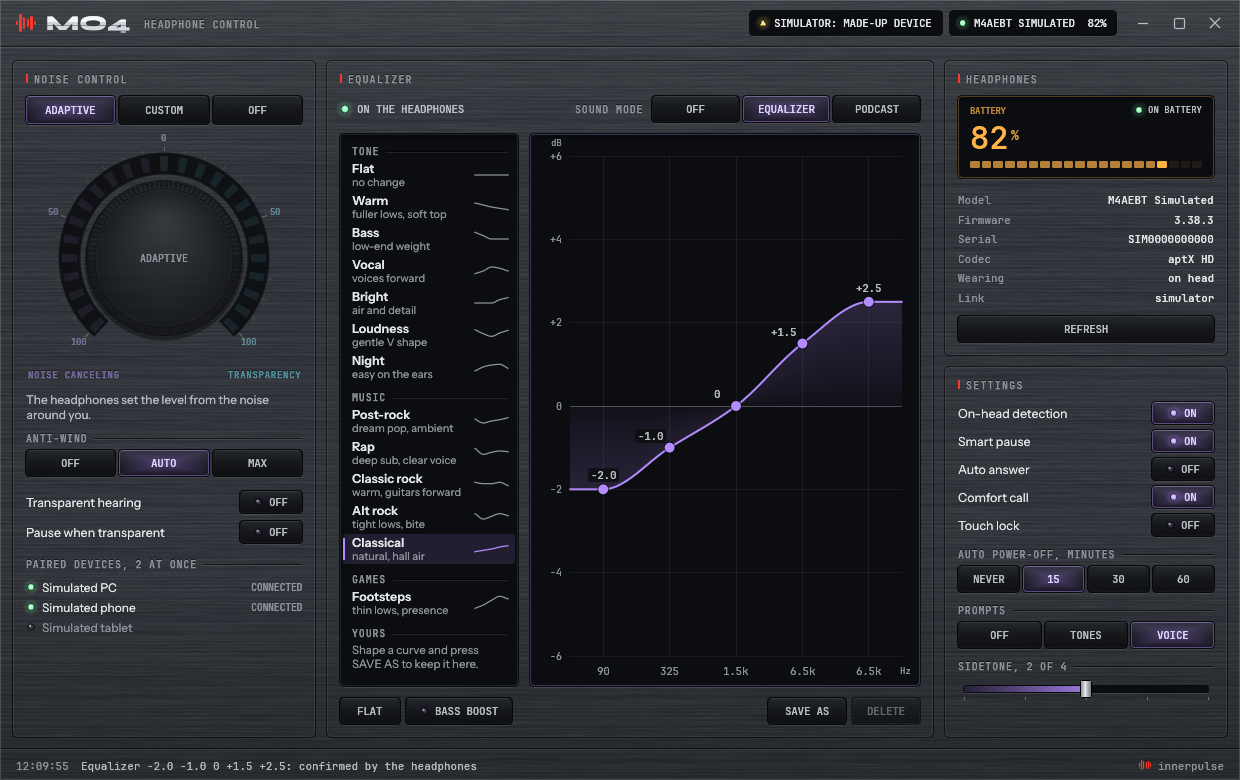 MO4 HEADPHONE CONTROL
SIMULATOR: MADE-UP DEVICE
M4AEBT SIMULATED 82%
NOISE CONTROL
ADAPTIVE CUSTOM OFF
0
50 50
ADAPTIVE
100 100
NOISE CANCELING TRANSPARENCY
The headphones set the level from the noise
around you.
ANTI-WIND
OFF AUTO MAX
Transparent hearing OFF
Pause when transparent OFF
PAIRED DEVICES, 2 AT ONCE
Simulated PC CONNECTED
Simulated phone CONNECTED
Simulated tablet
EQUALIZER
ON THE HEADPHONES
SOUND MODE OFF EQUALIZER PODCAST
TONE
Flat
no change
Warm
fuller lows, soft top
Bass
low-end weight
Vocal
voices forward
Bright
air and detail
Loudness
gentle V shape
Night
easy on the ears
MUSIC
Post-rock
dream pop, ambient
Rap
deep sub, clear voice
Classic rock
warm, guitars forward
Alt rock
tight lows, bite
Classical
natural, hall air
GAMES
Footsteps
thin lows, presence
YOURS
Shape a curve and press
SAVE AS to keep it here.
dB
+6
+4
+2
0
-2
-4
-6
-2.0
-1.0
0
+1.5
+2.5
90 325 1.5k 6.5k 6.5k Hz
FLAT BASS BOOST SAVE AS DELETE
HEADPHONES
BATTERY ON BATTERY
82%
Model M4AEBT Simulated
Firmware 3.38.3
Serial SIM0000000000
Codec aptX HD
Wearing on head
Link simulator
REFRESH
SETTINGS
On-head detection ON
Smart pause ON
Auto answer OFF
Comfort call ON
Touch lock OFF
AUTO POWER-OFF, MINUTES
NEVER 15 30 60
PROMPTS
OFF TONES VOICE
SIDETONE, 2 OF 4
12:09:55 Equalizer -2.0 -1.0 0 +1.5 +2.5: confirmed by the headphones
innerpulse